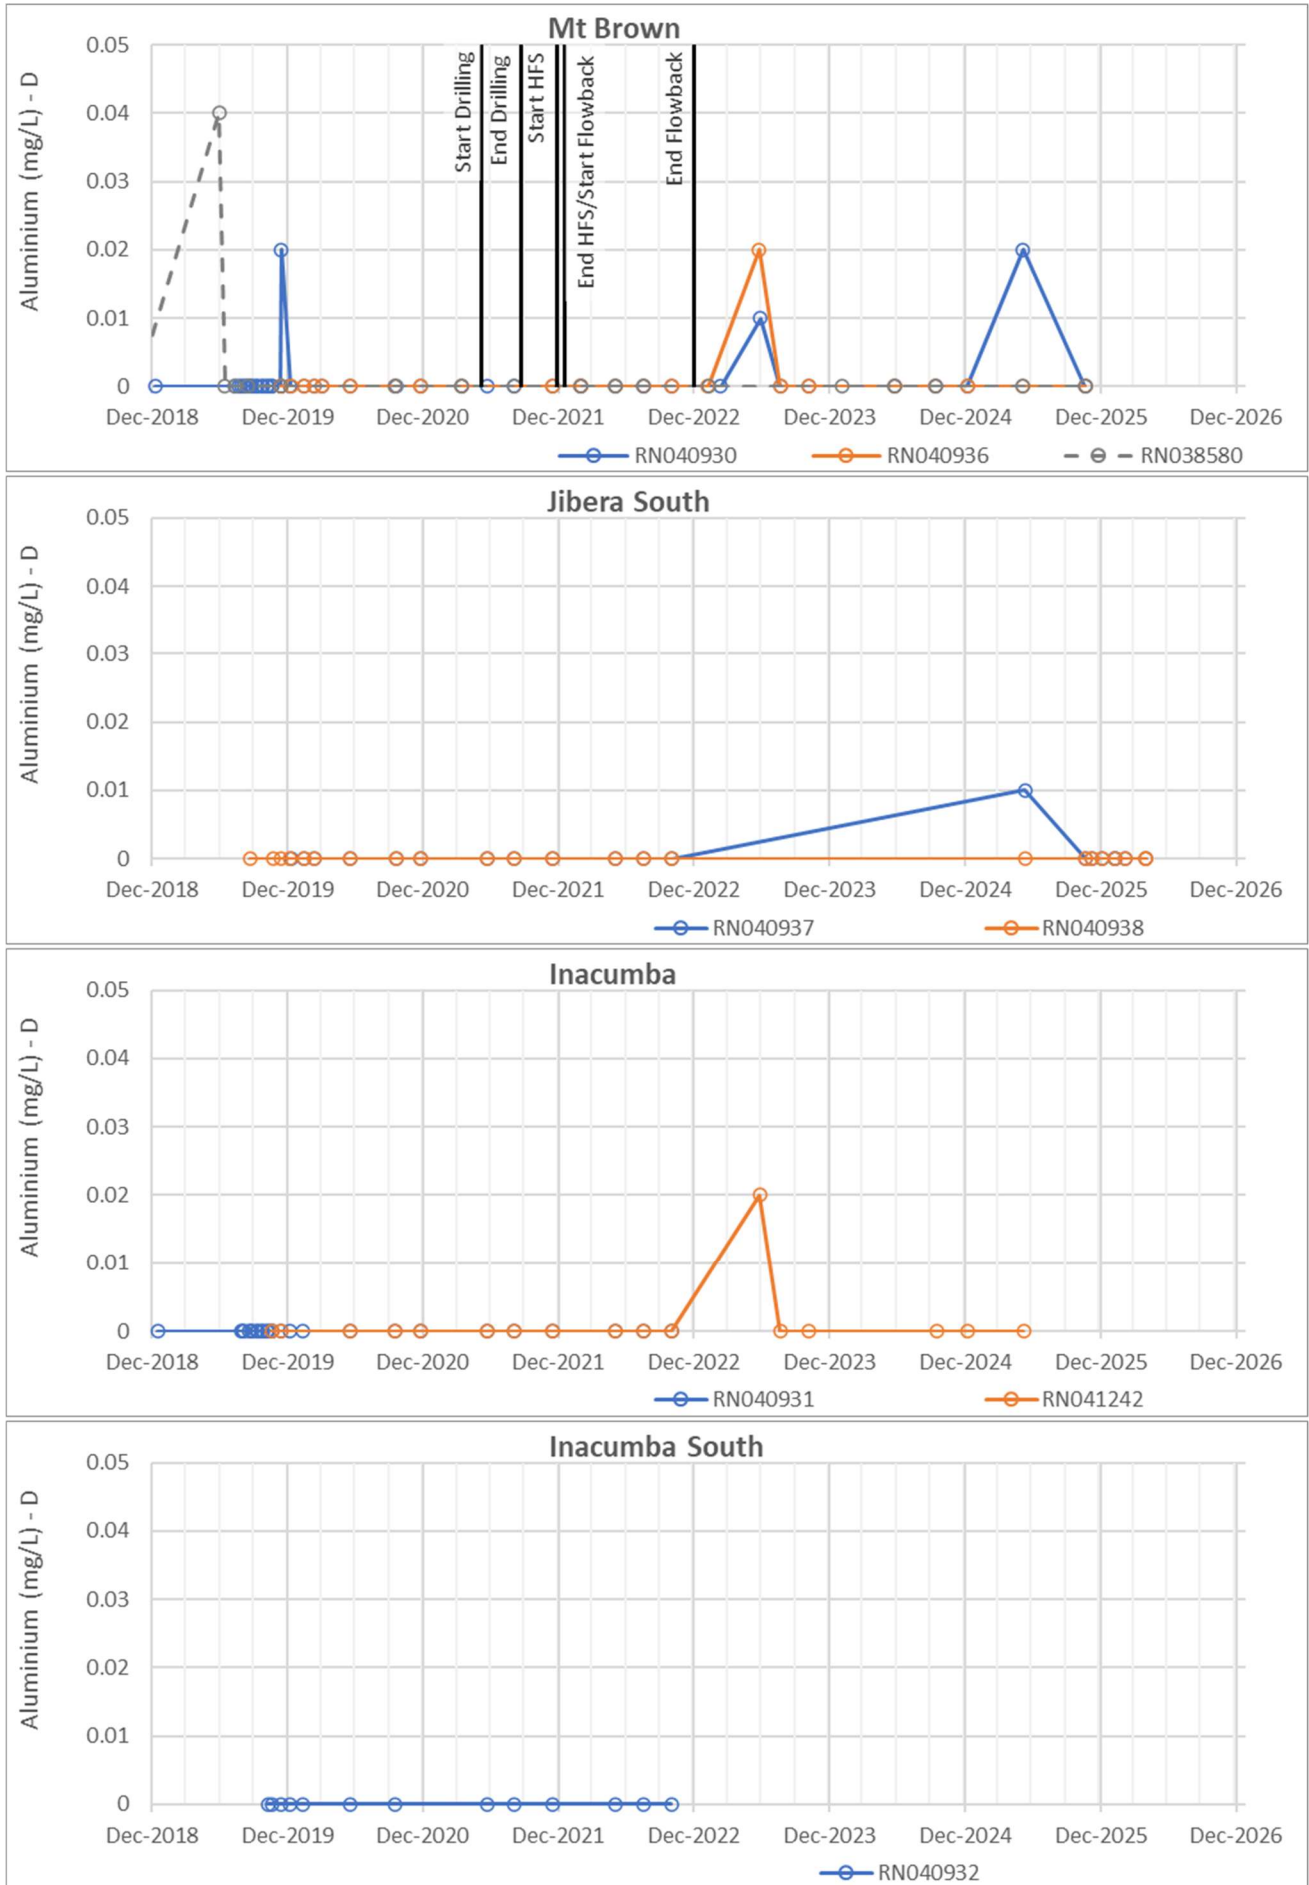 Mt Brown
Aluminium (mg/L) - D
0.05
0.04
0.03
0.02
0.01
0
Start Drilling
End Drilling
Start HFS
End HFS/Start Flowback
End Flowback
Dec-2018 Dec-2019 Dec-2020 Dec-2021 Dec-2022 Dec-2023 Dec-2024 Dec-2025 Dec-2026
RN040930 RN040936 RN038580
Jibera South
Aluminium (mg/L) - D
0.05
0.04
0.03
0.02
0.01
0
Dec-2018 Dec-2019 Dec-2020 Dec-2021 Dec-2022 Dec-2023 Dec-2024 Dec-2025 Dec-2026
RN040937 RN040938
Inacumba
Aluminium (mg/L) - D
0.05
0.04
0.03
0.02
0.01
0
Dec-2018 Dec-2019 Dec-2020 Dec-2021 Dec-2022 Dec-2023 Dec-2024 Dec-2025 Dec-2026
RN040931 RN041242
Inacumba South
Aluminium (mg/L) - D
0.05
0.04
0.03
0.02
0.01
0
Dec-2018 Dec-2019 Dec-2020 Dec-2021 Dec-2022 Dec-2023 Dec-2024 Dec-2025 Dec-2026
RN040932